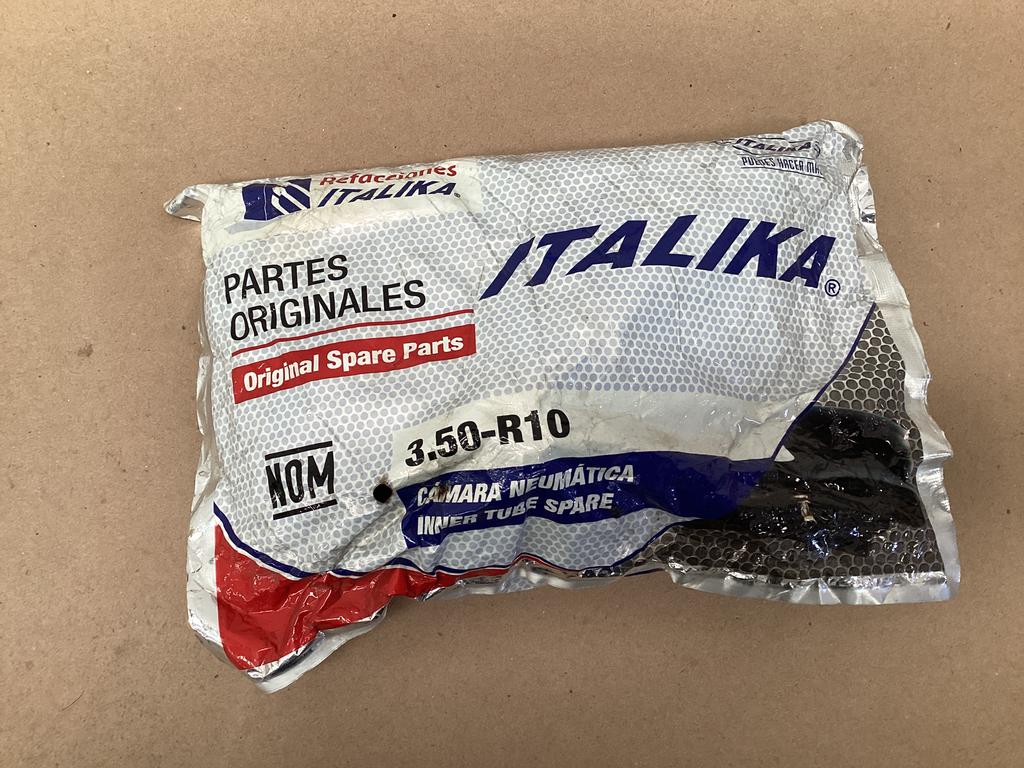 Refacciones
ITALIKA
ITALIKA
PUEDES HACER
ITALIKA®
PARTES
ORIGINALES
Original Spare Parts
3.50-R10
NOM
CÁMARA NEUMÁTICA
INNER TUBE SPARE